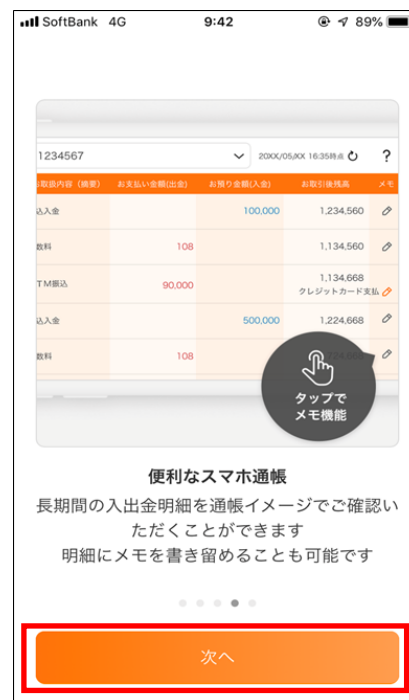 SoftBank 4G 9:42 89%
1234567 20XX/05/XX 16:35時点 ?
お取扱内容（摘要） お支払い金額(出金) お預り金額(入金) お取引後残高 メモ
込入金 100,000 1,234,560
数料 108 1,134,560
TM振込 90,000 1,134,668
クレジットカード支払
込入金 500,000 1,224,668
数料 108
タップで
メモ機能
便利なスマホ通帳
長期間の入出金明細を通帳イメージでご確認い
ただくことができます
明細にメモを書き留めることも可能です
次へ